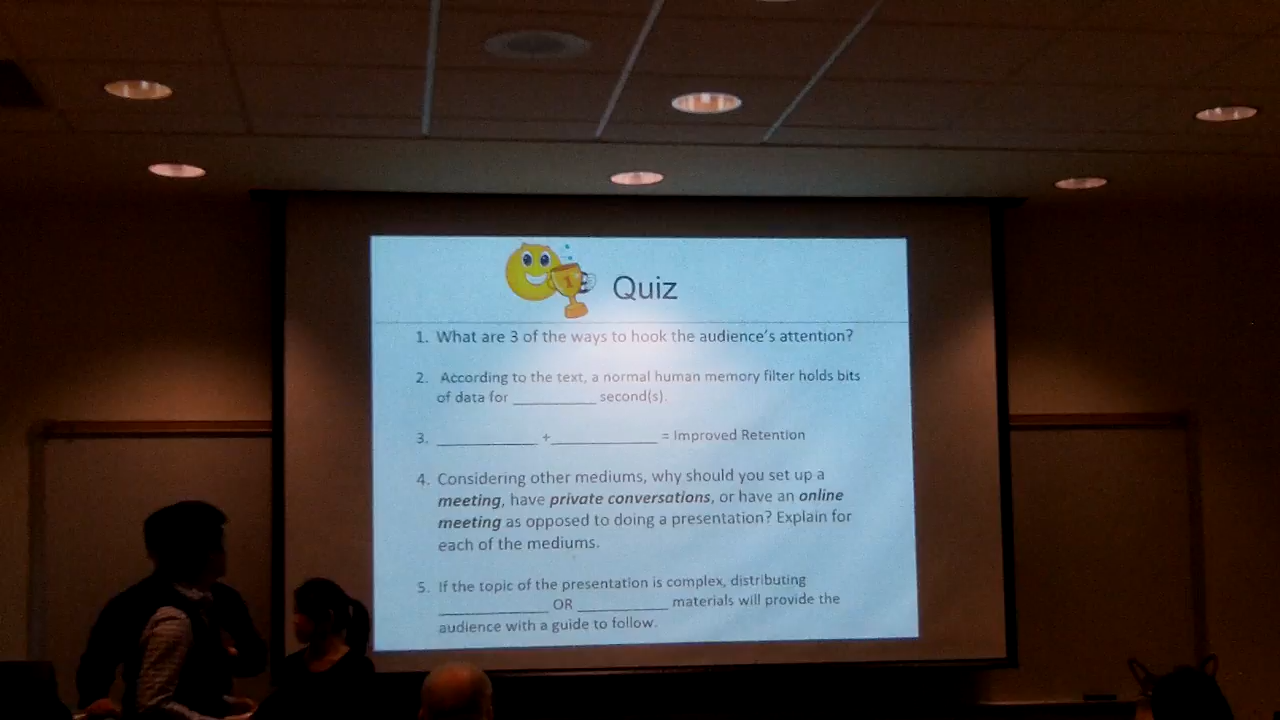 1
Quiz
1. What are 3 of the ways to hook the audience's attention?
2. According to the text, a normal human memory filter holds bits
of data for __________ second(s).
3. ____________ +_____________ = Improved Retention
4. Considering other mediums, why should you set up a
meeting, have private conversations, or have an online
meeting as opposed to doing a presentation? Explain for
each of the mediums.
5. If the topic of the presentation is complex, distributing
_____________ OR ___________ materials will provide the
audience with a guide to follow.